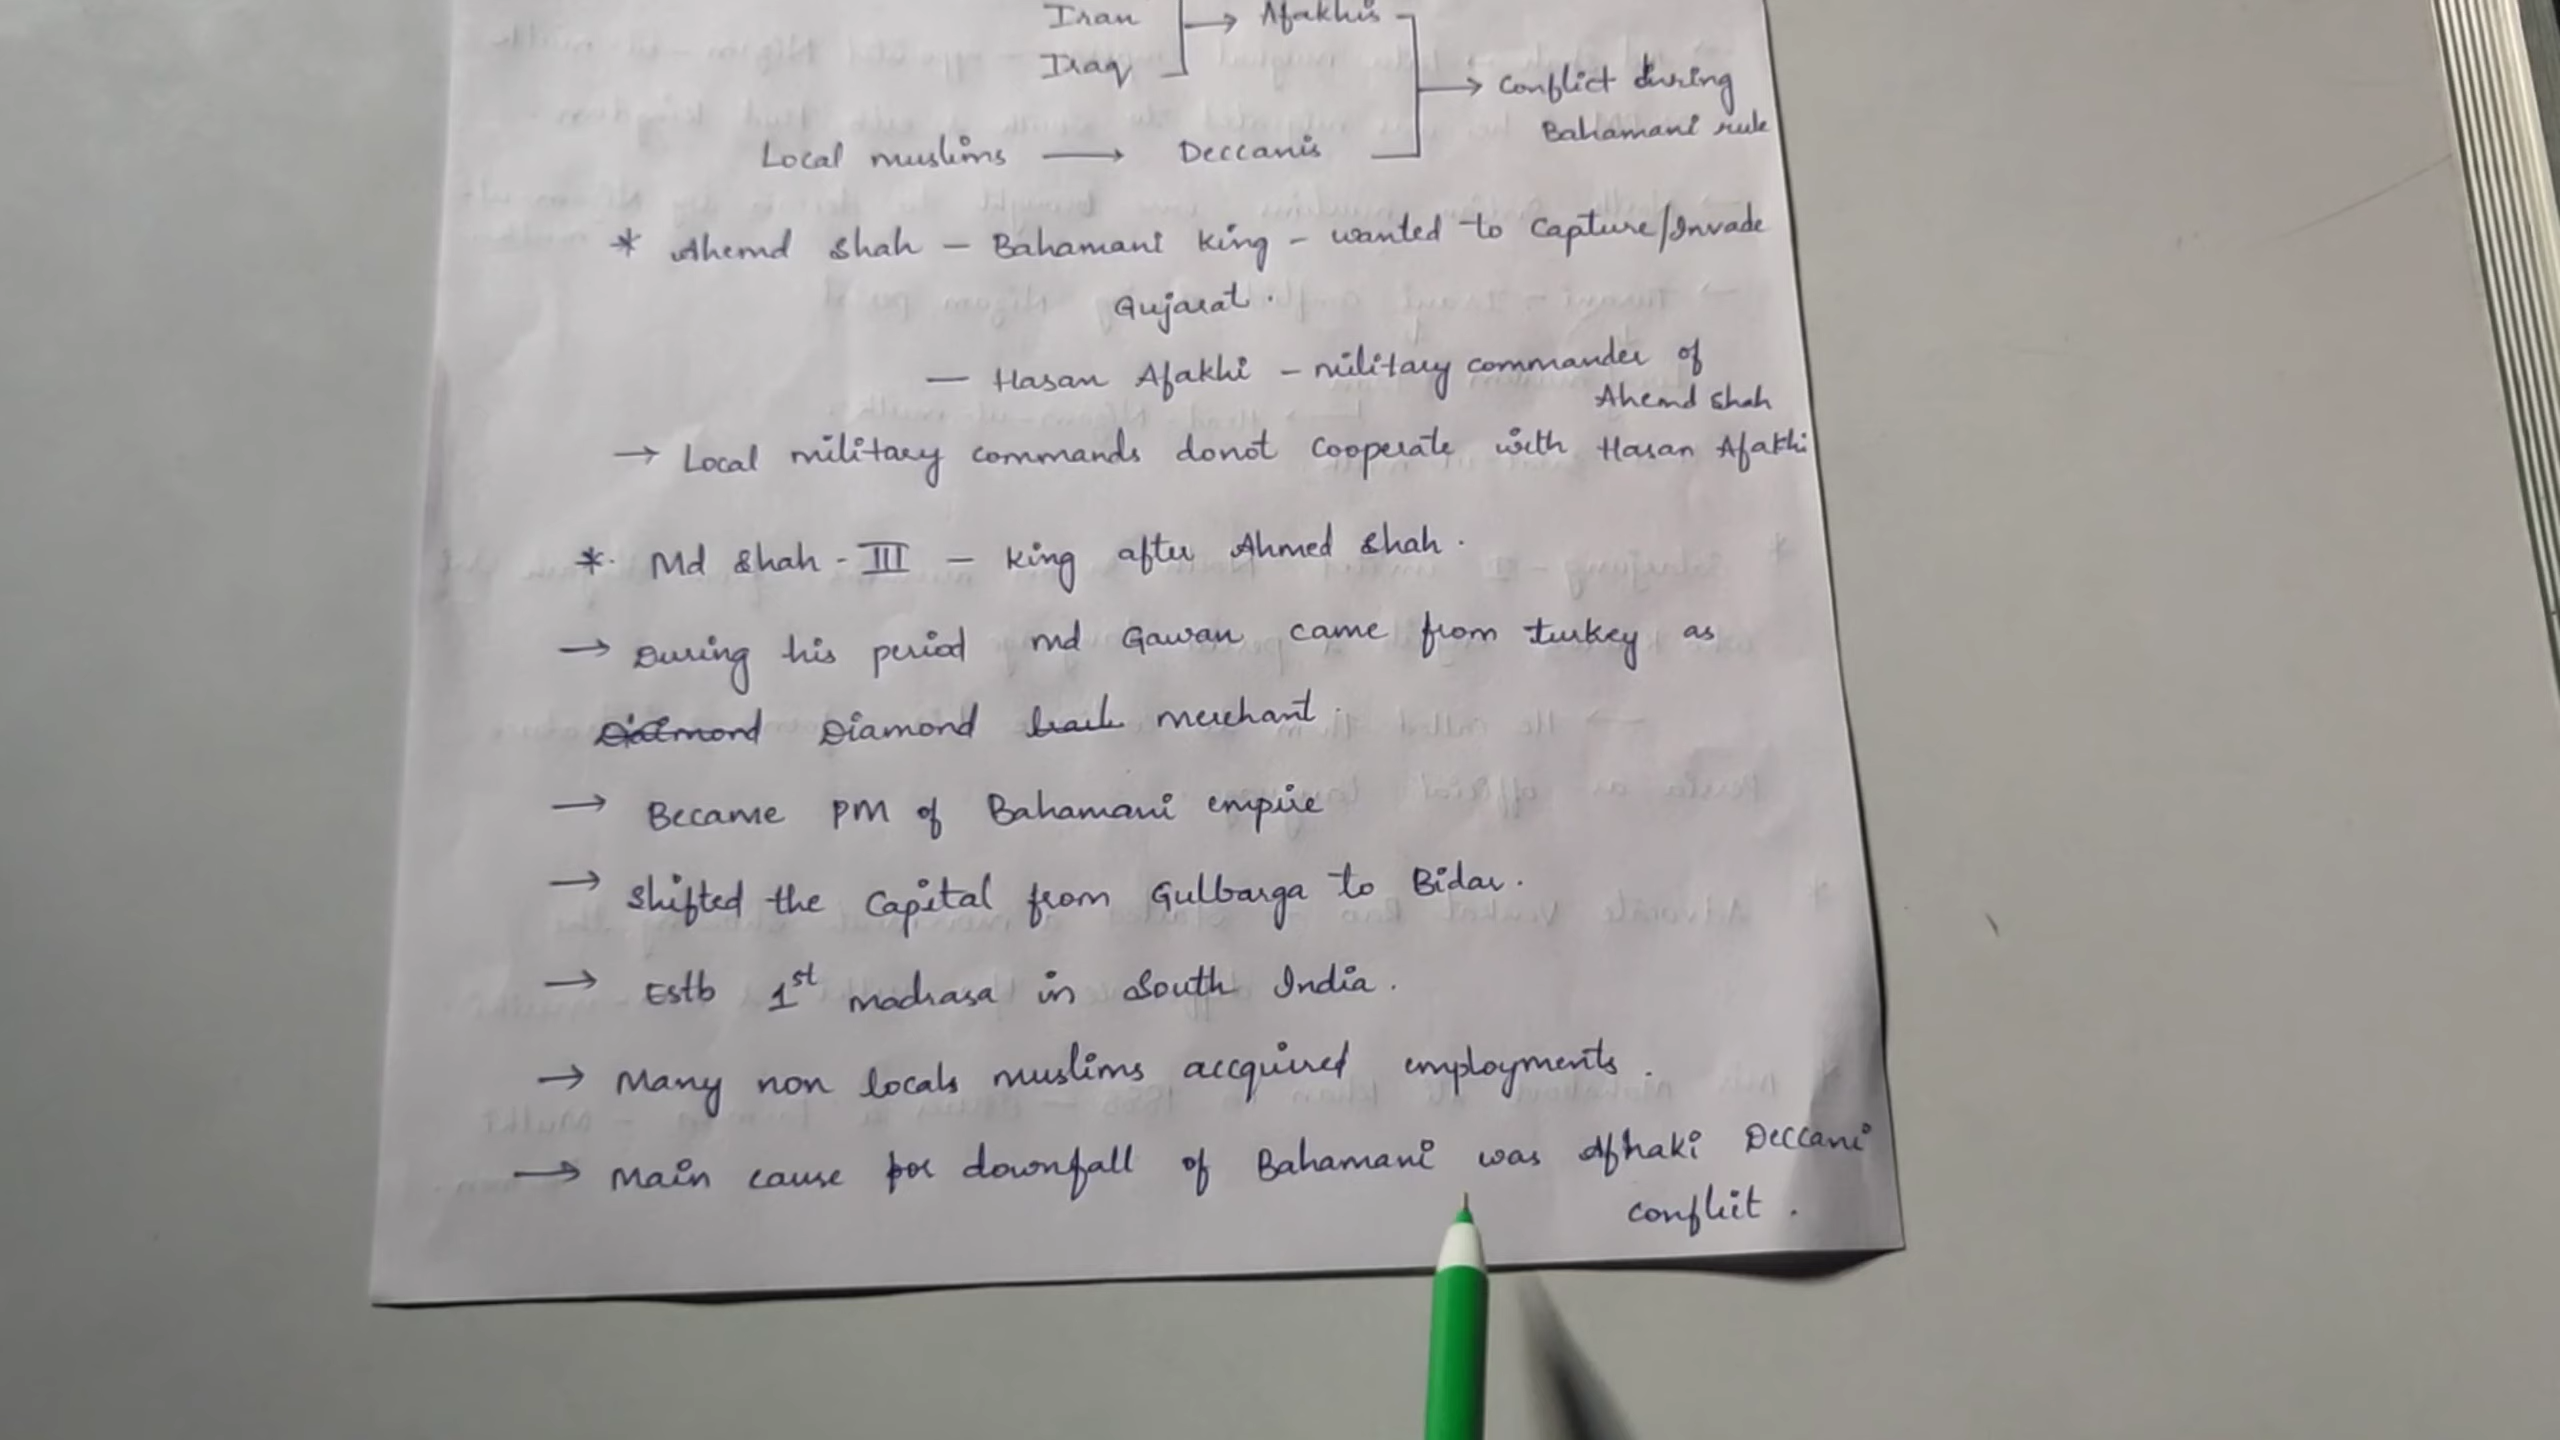 Iran → Afakhis
Iraq
→ Conflict during
Bahamani rule
Local muslims → Deccanis
* Ahemd Shah – Bahamani King – wanted to Capture/Invade
Gujarat.
— Hasan Afakhi – military commander of
Ahemd Shah
→ Local military commands donot Cooperate with Hasan Afakhi
* Md Shah - III – King after Ahmed Shah.
→ During his period md Gawan came from turkey as
Diamond merchant.
→ Became PM of Bahamani empire
→ Shifted the Capital from Gulbarga to Bidar.
→ Estb 1st madrasa in South India.
→ Many non locals muslims accquired employments.
→ Main cause for downfall of Bahamani was Afhaki Deccani
conflict.